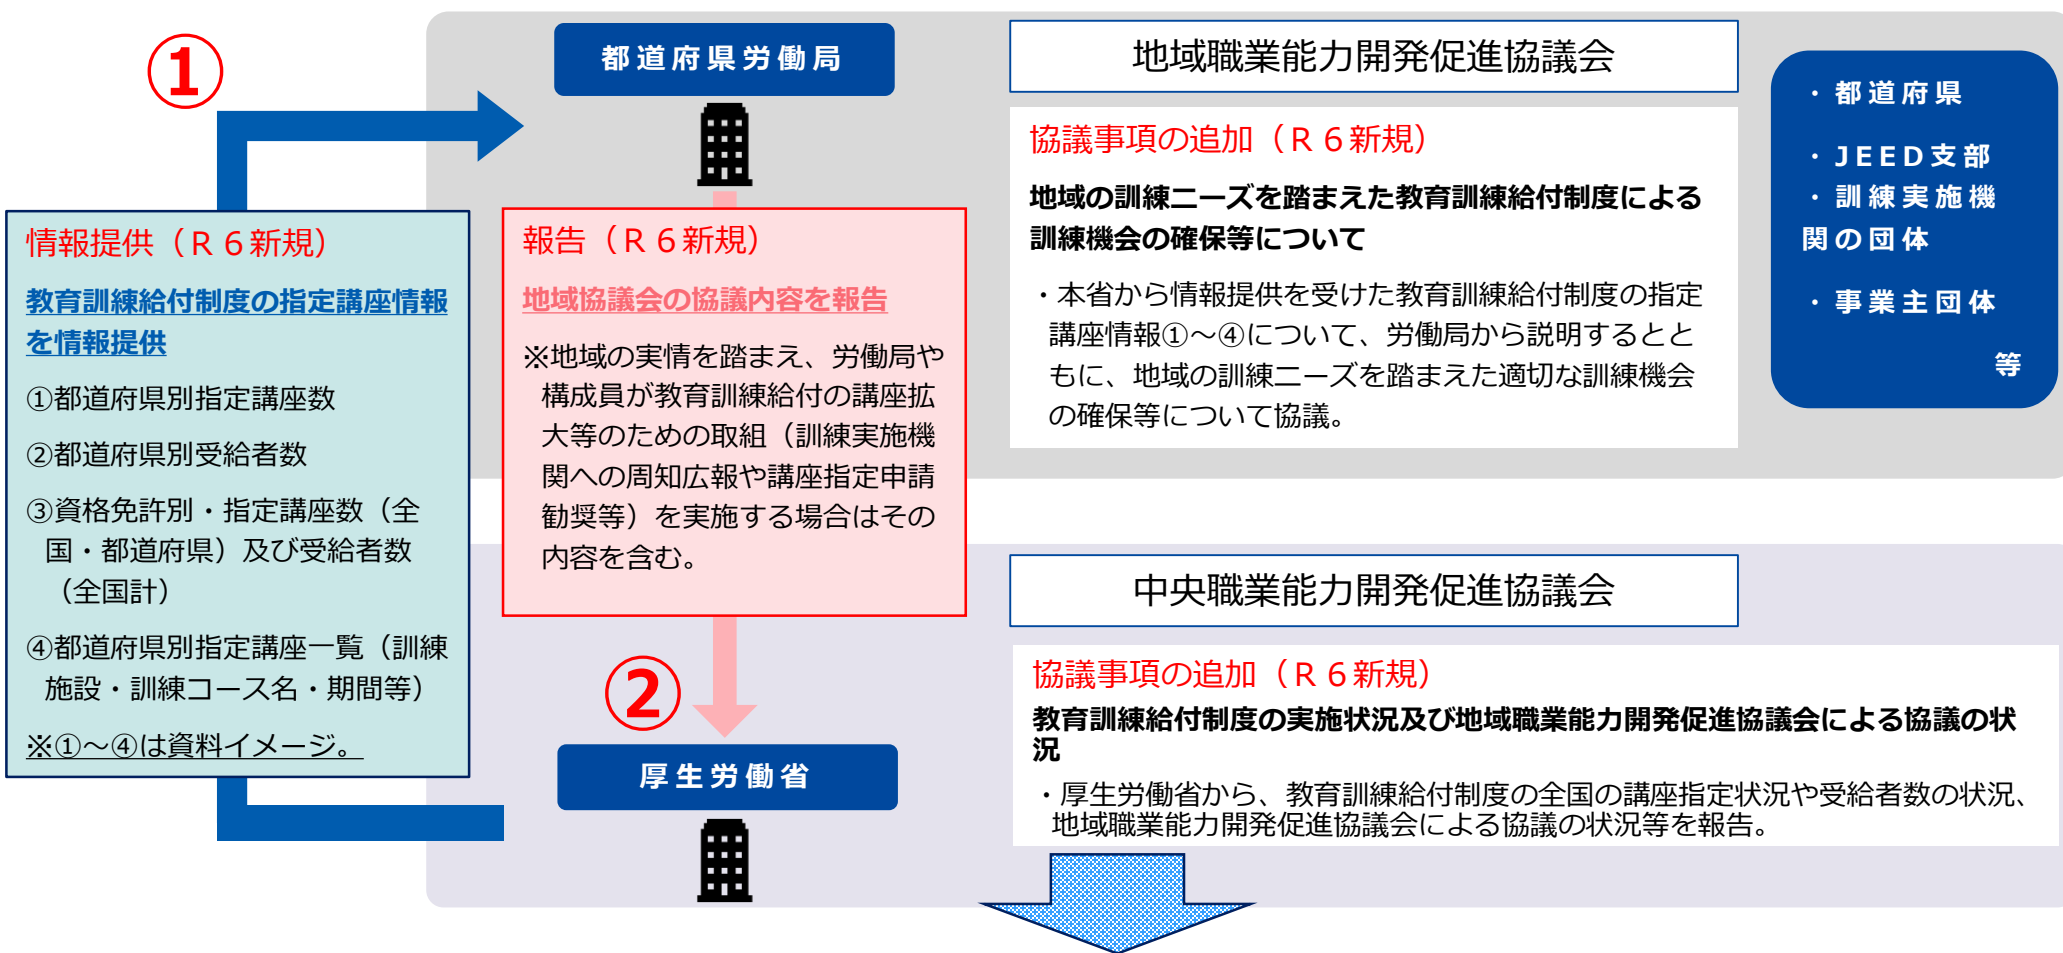 ①
都道府県労働局
地域職業能力開発促進協議会
・都道府県
・JEED支部
・訓練実施機
関の団体
・事業主団体
等
協議事項の追加（Ｒ６新規）
地域の訓練ニーズを踏まえた教育訓練給付制度による
訓練機会の確保等について
・本省から情報提供を受けた教育訓練給付制度の指定
講座情報①～④について、労働局から説明するとと
もに、地域の訓練ニーズを踏まえた適切な訓練機会
の確保等について協議。
情報提供（Ｒ６新規）
教育訓練給付制度の指定講座情報
を情報提供
①都道府県別指定講座数
②都道府県別受給者数
③資格免許別・指定講座数（全
国・都道府県）及び受給者数
（全国計）
④都道府県別指定講座一覧（訓練
施設・訓練コース名・期間等）
※①～④は資料イメージ。
報告（Ｒ６新規）
地域協議会の協議内容を報告
※地域の実情を踏まえ、労働局や
構成員が教育訓練給付の講座拡
大等のための取組（訓練実施機
関への周知広報や講座指定申請
勧奨等）を実施する場合はその
内容を含む。
②
厚生労働省
中央職業能力開発促進協議会
協議事項の追加（Ｒ６新規）
教育訓練給付制度の実施状況及び地域職業能力開発促進協議会による協議の状
況
・厚生労働省から、教育訓練給付制度の全国の講座指定状況や受給者数の状況、
地域職業能力開発促進協議会による協議の状況等を報告。